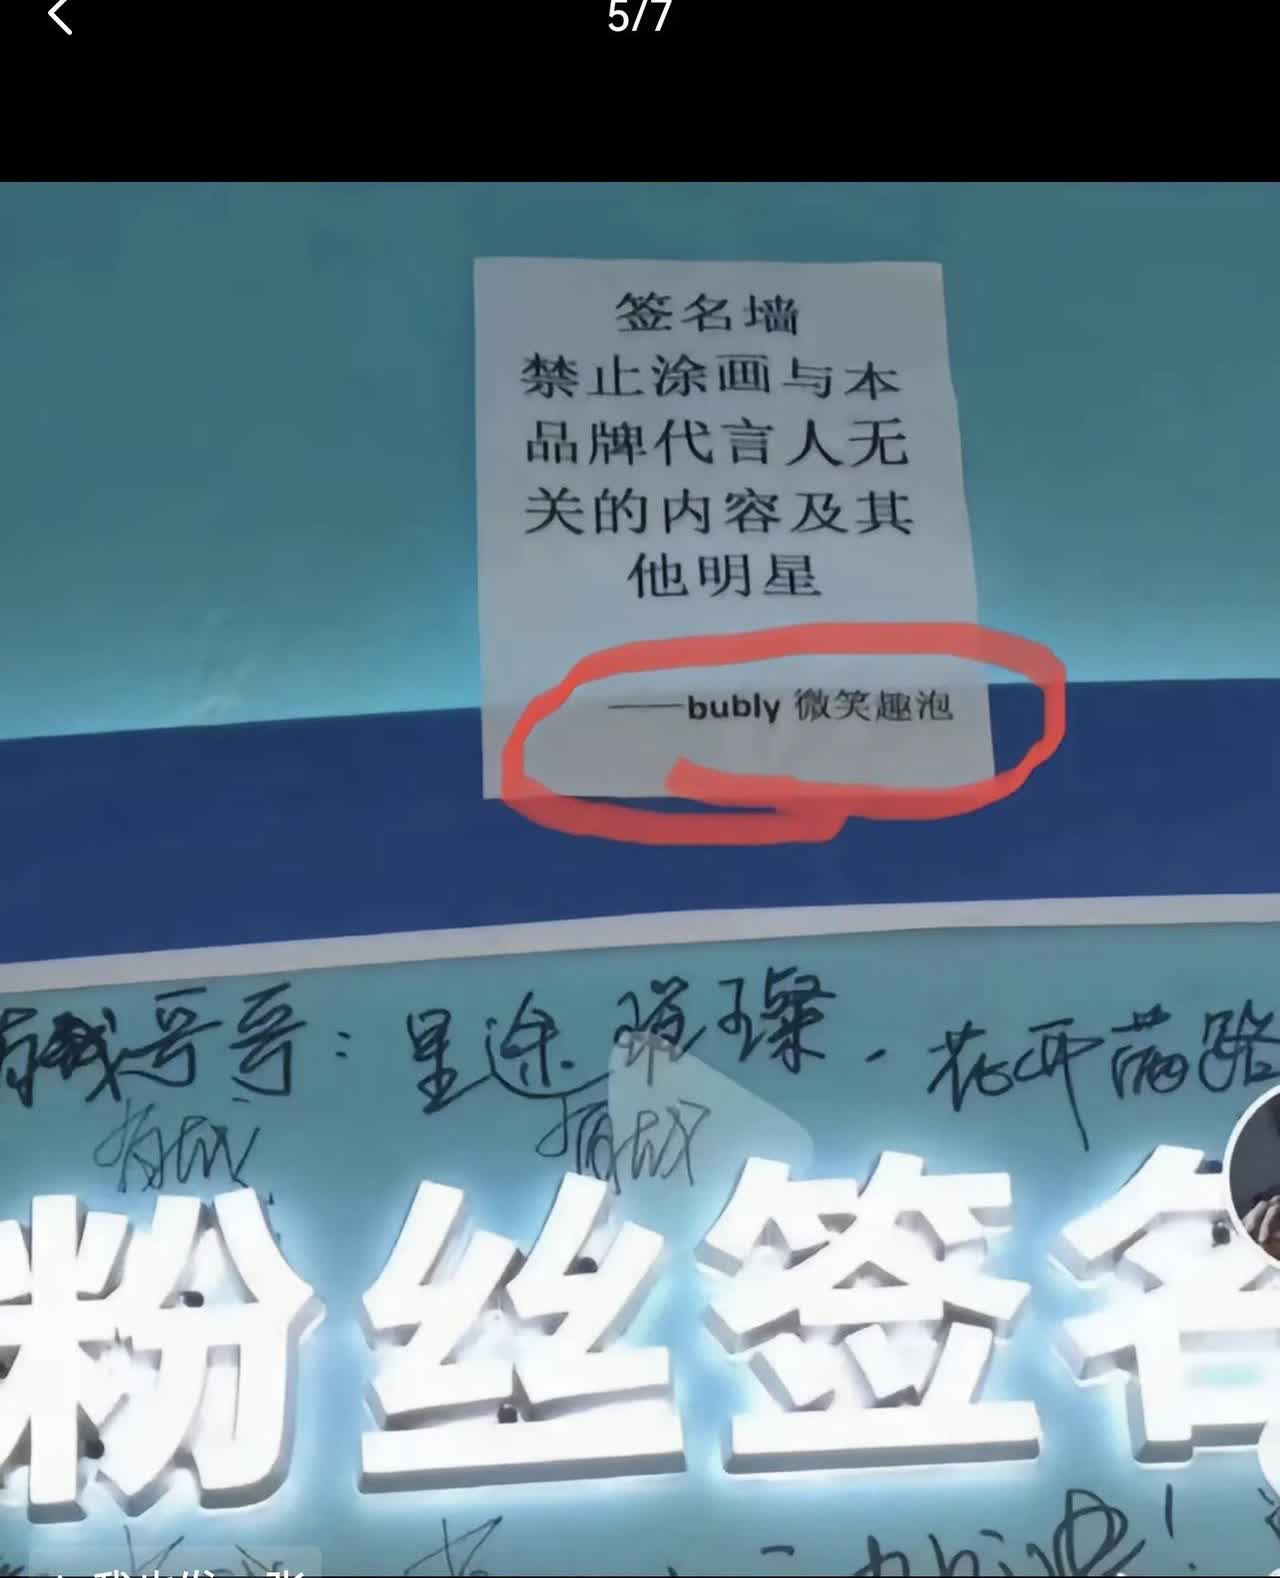 5/7
签名墙
禁止涂画与本
品牌代言人无
关的内容及其
他明星
——bubly 微笑趣泡
哥哥：星途璀璨，花开满路
粉丝签名